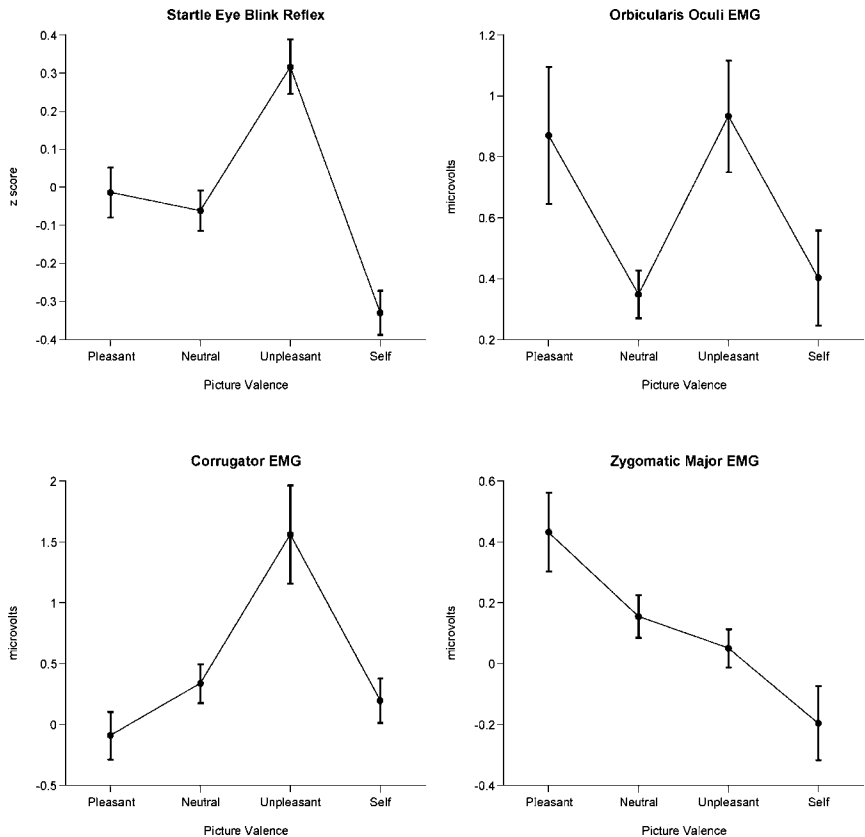 Startle Eye Blink Reflex
0.4
0.3
0.2
0.1
0
-0.1
-0.2
-0.3
-0.4
z score
Pleasant Neutral Unpleasant Self
Picture Valence
Orbicularis Oculi EMG
1.2
1
0.8
0.6
0.4
0.2
microvolts
Pleasant Neutral Unpleasant Self
Picture Valence
Corrugator EMG
2
1.5
1
0.5
0
-0.5
microvolts
Pleasant Neutral Unpleasant Self
Picture Valence
Zygomatic Major EMG
0.6
0.4
0.2
0
-0.2
-0.4
microvolts
Pleasant Neutral Unpleasant Self
Picture Valence